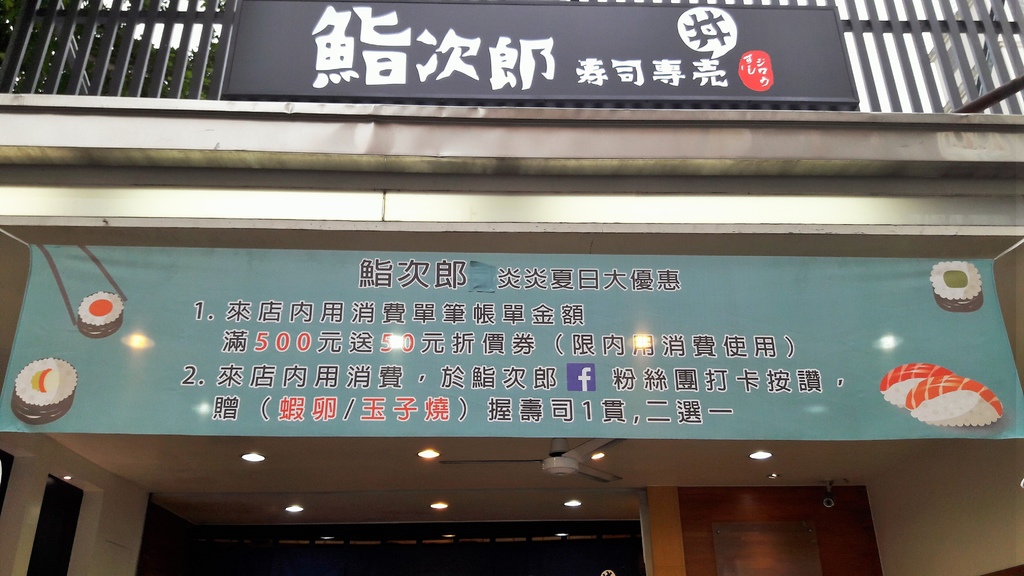 鮨次郎 壽司專売
すし ジロウ
鮨次郎 炎炎夏日大優惠
1. 來店內用消費單筆帳單金額
滿500元送50元折價券（限內用消費使用）
2. 來店內用消費，於鮨次郎 f 粉絲團打卡按讚，
贈（蝦卵/玉子燒）握壽司1貫,二選一